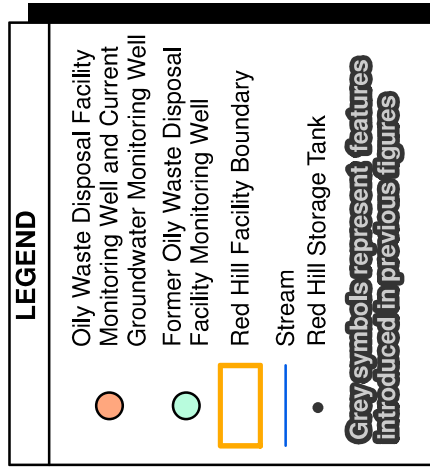 LEGEND
Oily Waste Disposal Facility
Monitoring Well and Current
Groundwater Monitoring Well
Former Oily Waste Disposal
Facility Monitoring Well
Red Hill Facility Boundary
Stream
Red Hill Storage Tank
Grey symbols represent features
introduced in previous figures